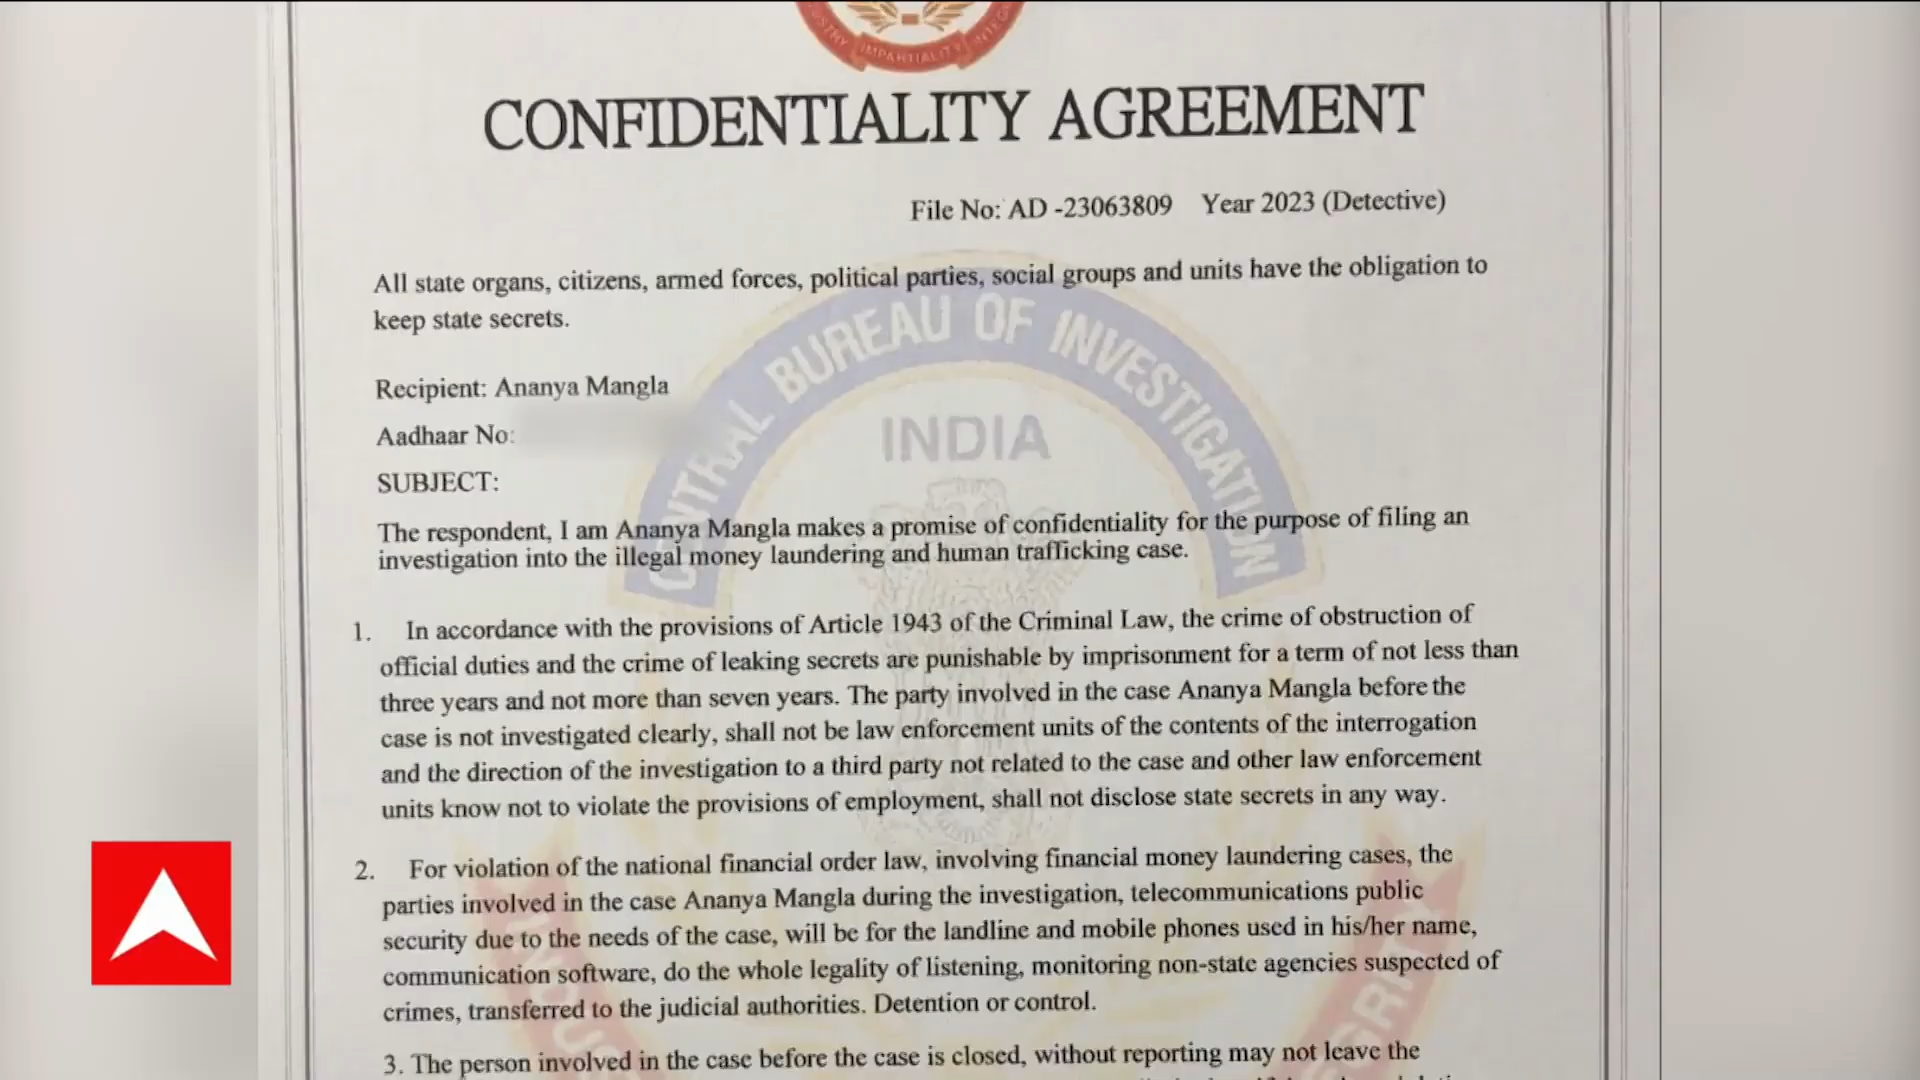 INDUSTRY IMPARTIALITY INTEGRITY
CONFIDENTIALITY AGREEMENT
File No: AD -23063809 Year 2023 (Detective)
All state organs, citizens, armed forces, political parties, social groups and units have the obligation to
keep state secrets.
CENTRAL BUREAU OF INVESTIGATION
INDIA
Recipient: Ananya Mangla
Aadhaar No:
SUBJECT:
The respondent, I am Ananya Mangla makes a promise of confidentiality for the purpose of filing an
investigation into the illegal money laundering and human trafficking case.
1. In accordance with the provisions of Article 1943 of the Criminal Law, the crime of obstruction of
official duties and the crime of leaking secrets are punishable by imprisonment for a term of not less than
three years and not more than seven years. The party involved in the case Ananya Mangla before the
case is not investigated clearly, shall not be law enforcement units of the contents of the interrogation
and the direction of the investigation to a third party not related to the case and other law enforcement
units know not to violate the provisions of employment, shall not disclose state secrets in any way.
2. For violation of the national financial order law, involving financial money laundering cases, the
parties involved in the case Ananya Mangla during the investigation, telecommunications public
security due to the needs of the case, will be for the landline and mobile phones used in his/her name,
communication software, do the whole legality of listening, monitoring non-state agencies suspected of
crimes, transferred to the judicial authorities. Detention or control.
3. The person involved in the case before the case is closed, without reporting may not leave the